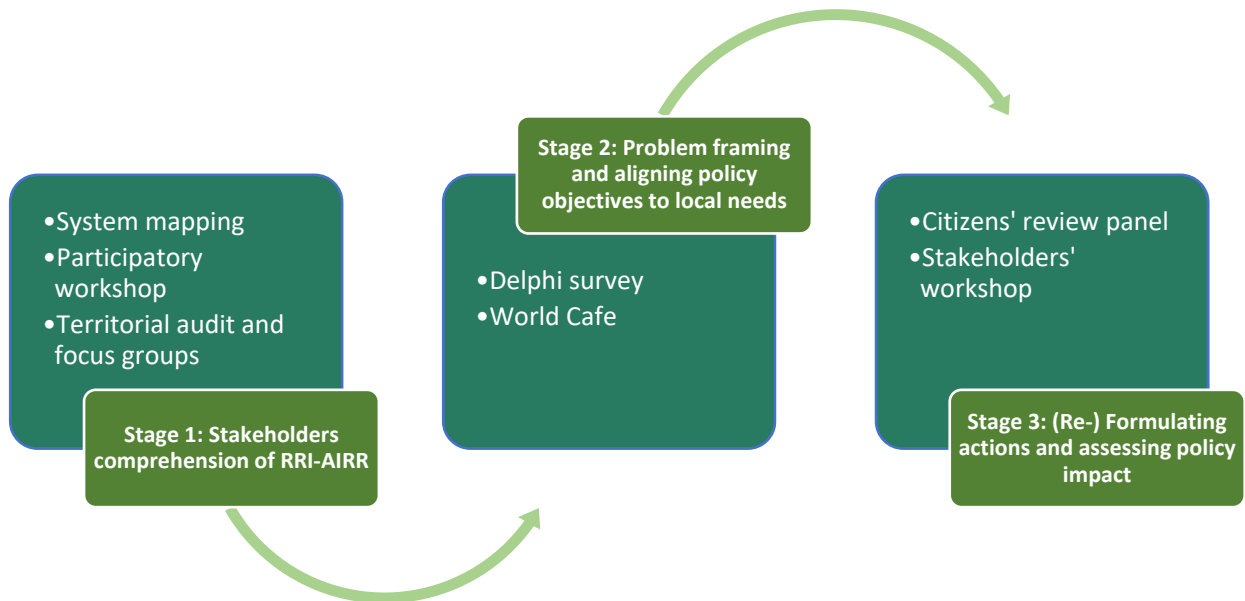 •System mapping
•Participatory
workshop
•Territorial audit and
focus groups
Stage 1: Stakeholders
comprehension of RRI-AIRR
Stage 2: Problem framing
and aligning policy
objectives to local needs
•Delphi survey
•World Cafe
•Citizens' review panel
•Stakeholders'
workshop
Stage 3: (Re-) Formulating
actions and assessing policy
impact